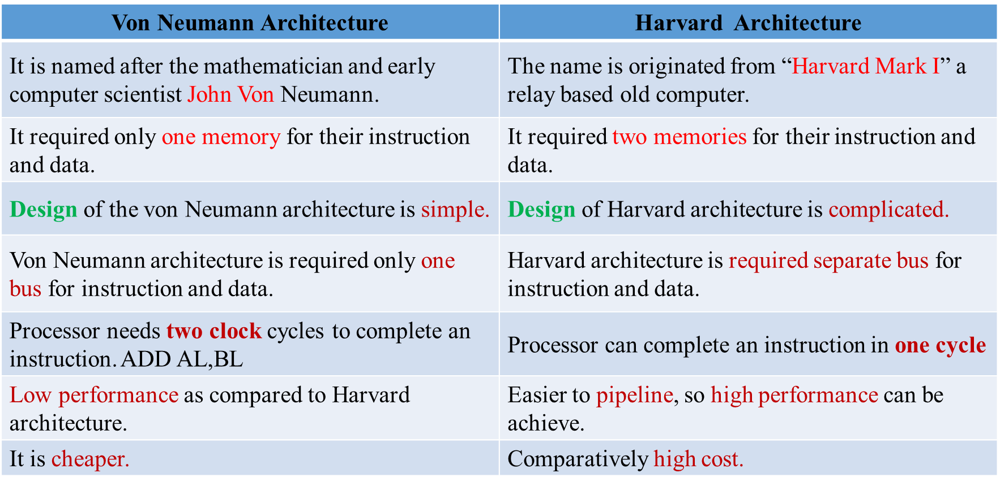 Von Neumann Architecture
Harvard Architecture
It is named after the mathematician and early
computer scientist John Von Neumann.
The name is originated from “Harvard Mark I” a
relay based old computer.
It required only one memory for their instruction
and data.
It required two memories for their instruction and
data.
Design of the von Neumann architecture is simple.
Design of Harvard architecture is complicated.
Von Neumann architecture is required only one
bus for instruction and data.
Harvard architecture is required separate bus for
instruction and data.
Processor needs two clock cycles to complete an
instruction. ADD AL,BL
Processor can complete an instruction in one cycle
Low performance as compared to Harvard
architecture.
Easier to pipeline, so high performance can be
achieve.
It is cheaper.
Comparatively high cost.